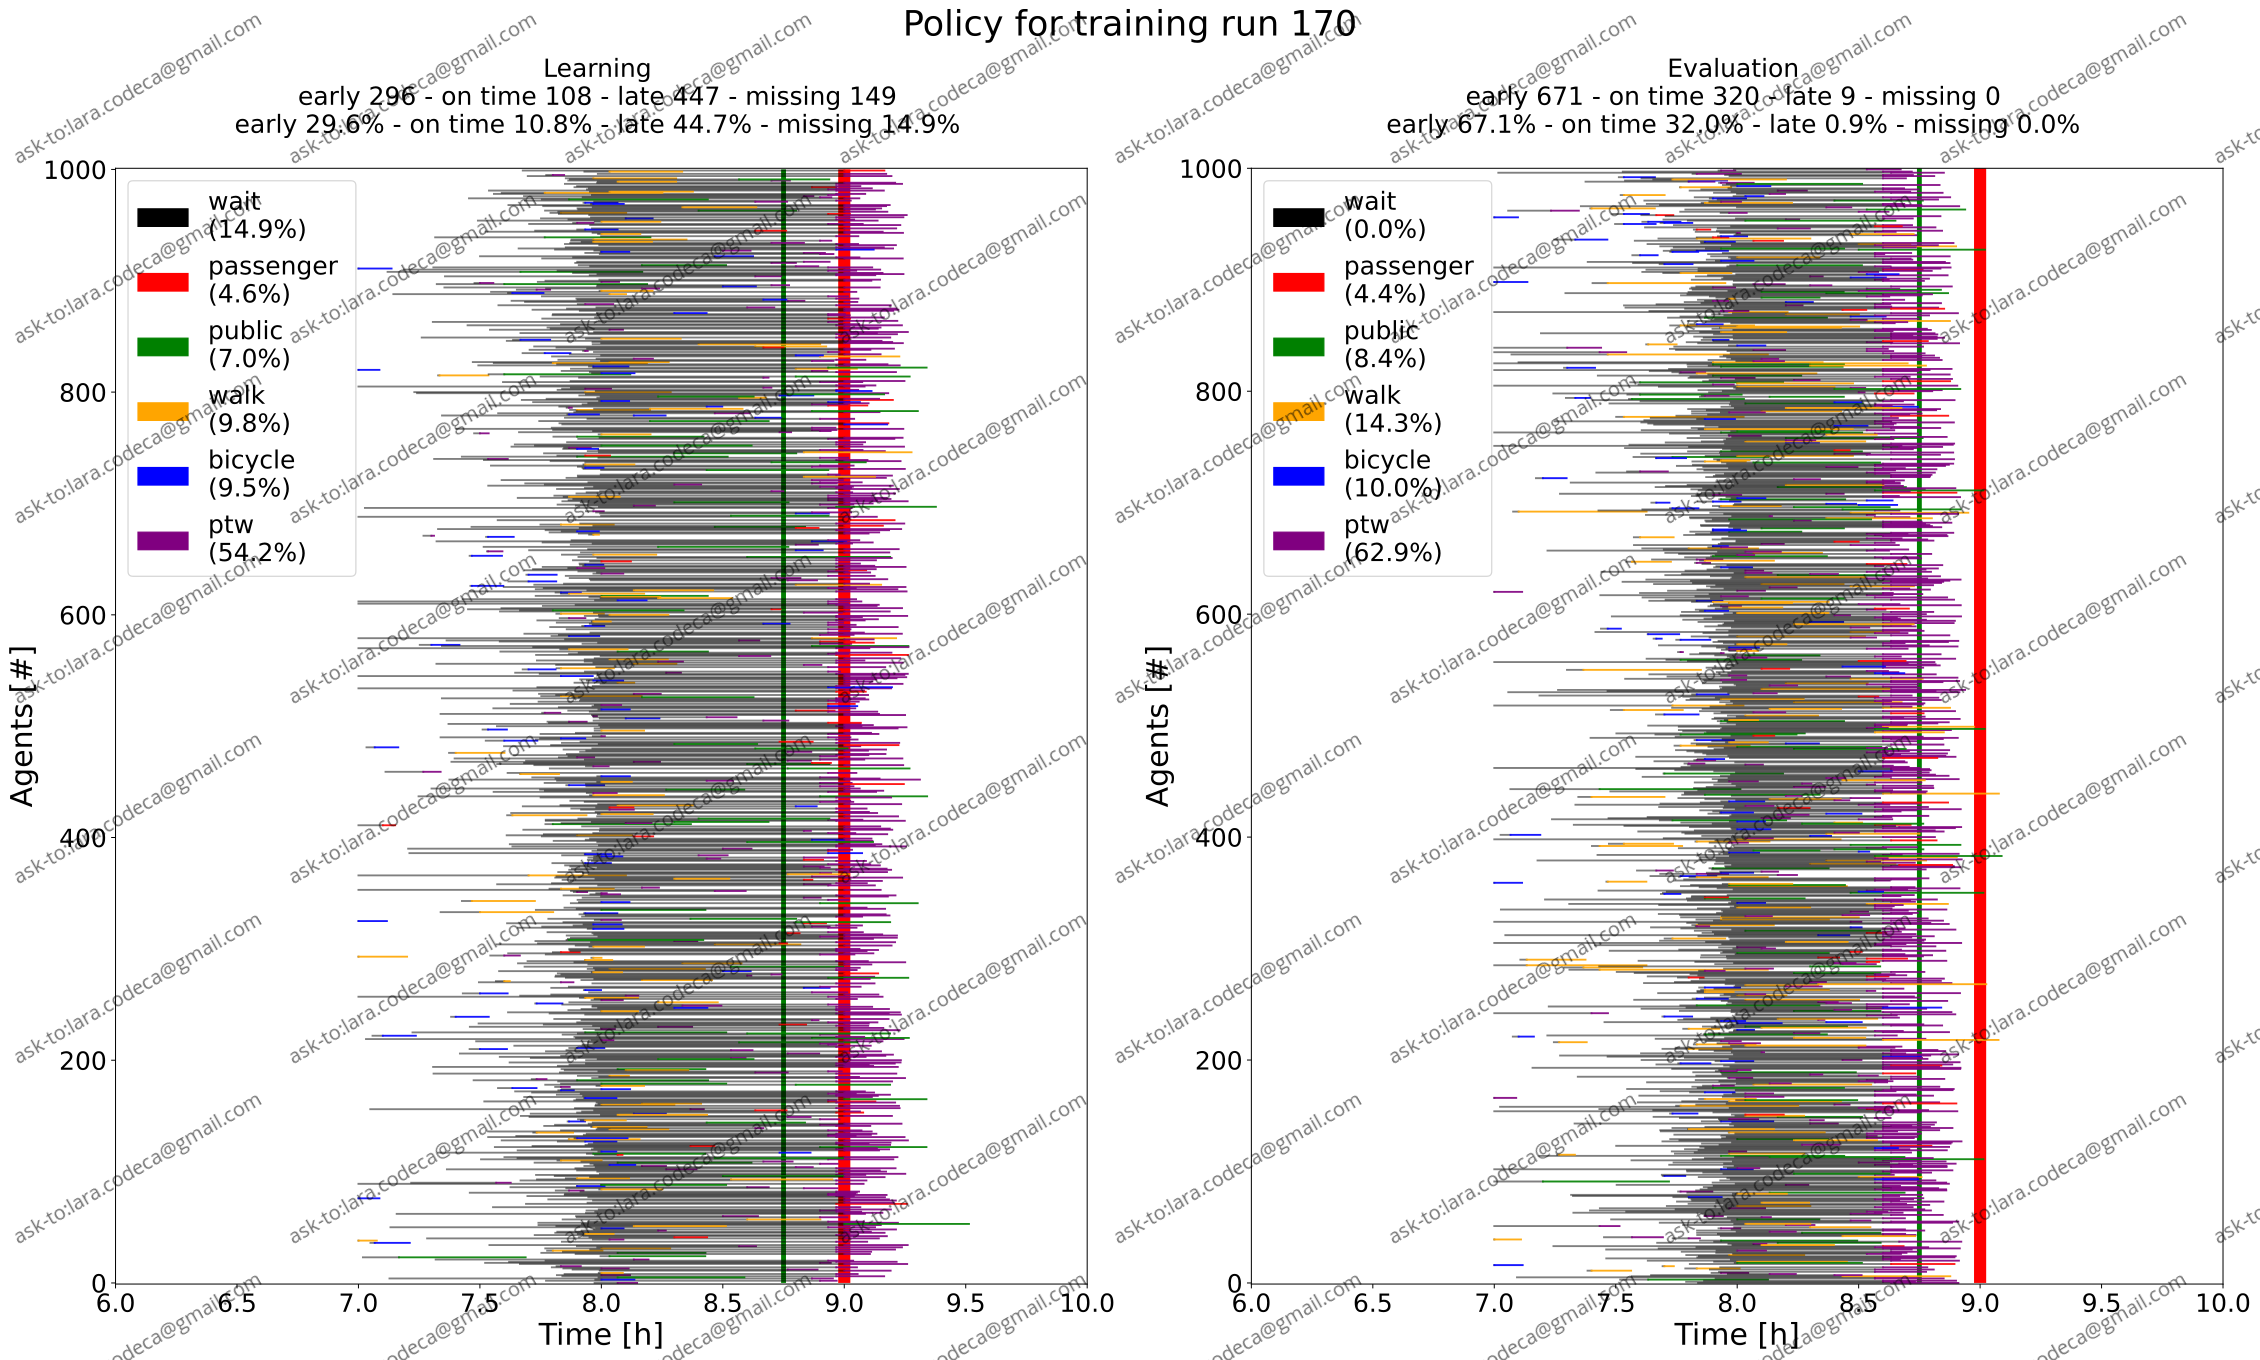 Policy for training run 170
Learning
early 296 - on time 108 - late 447 - missing 149
early 29.6% - on time 10.8% - late 44.7% - missing 14.9%
Evaluation
early 671 - on time 320 - late 9 - missing 0
early 67.1% - on time 32.0% - late 0.9% - missing 0.0%
Agents [#]
1000
800
600
400
200
0
wait
(14.9%)
passenger
(4.6%)
public
(7.0%)
walk
(9.8%)
bicycle
(9.5%)
ptw
(54.2%)
6.0 6.5 7.0 7.5 8.0 8.5 9.0 9.5 10.0
Time [h]
Agents [#]
1000
800
600
400
200
0
wait
(0.0%)
passenger
(4.4%)
public
(8.4%)
walk
(14.3%)
bicycle
(10.0%)
ptw
(62.9%)
6.0 6.5 7.0 7.5 8.0 8.5 9.0 9.5 10.0
Time [h]
ask-to:lara.codeca@gmail.com